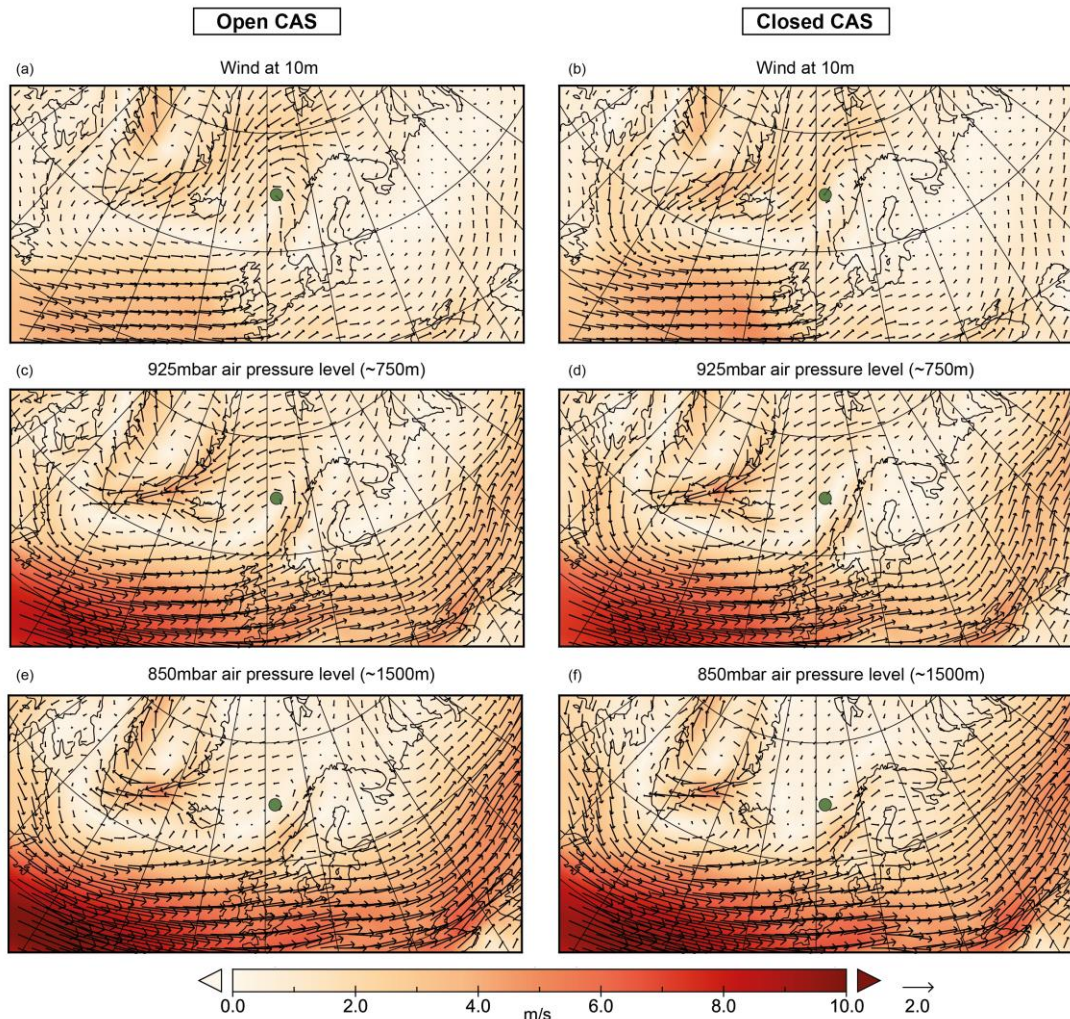 Open CAS
Closed CAS
(a)
Wind at 10m
(b)
Wind at 10m
(c)
925mbar air pressure level (~750m)
(d)
925mbar air pressure level (~750m)
(e)
850mbar air pressure level (~1500m)
(f)
850mbar air pressure level (~1500m)
0.0 2.0 4.0 6.0 8.0 10.0 2.0
m/s